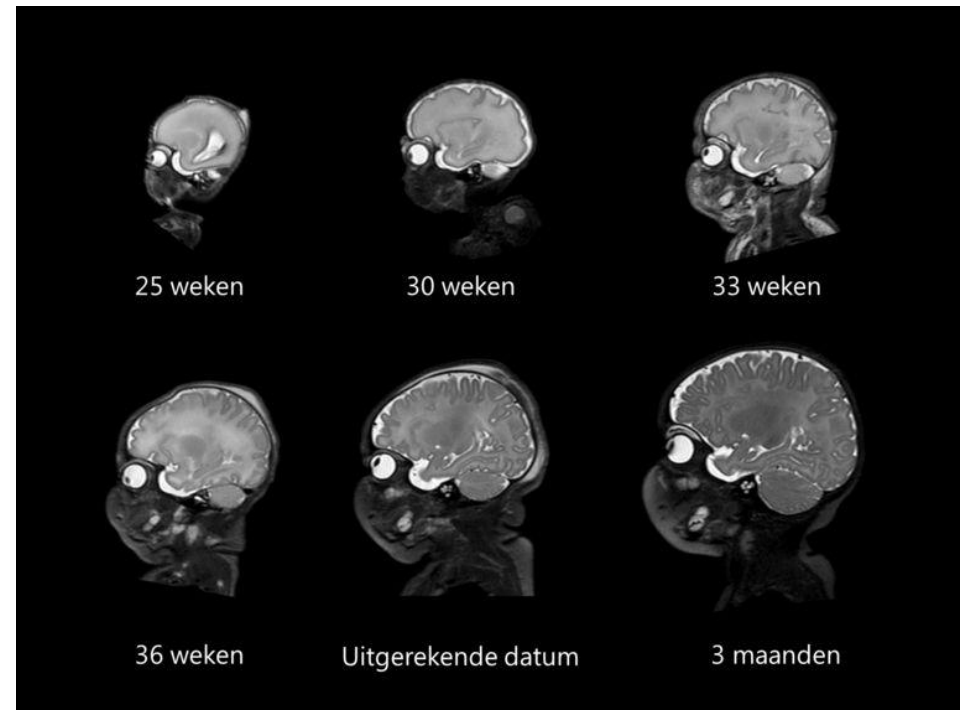 25 weken
30 weken
33 weken
36 weken
Uitgerekende datum
3 maanden